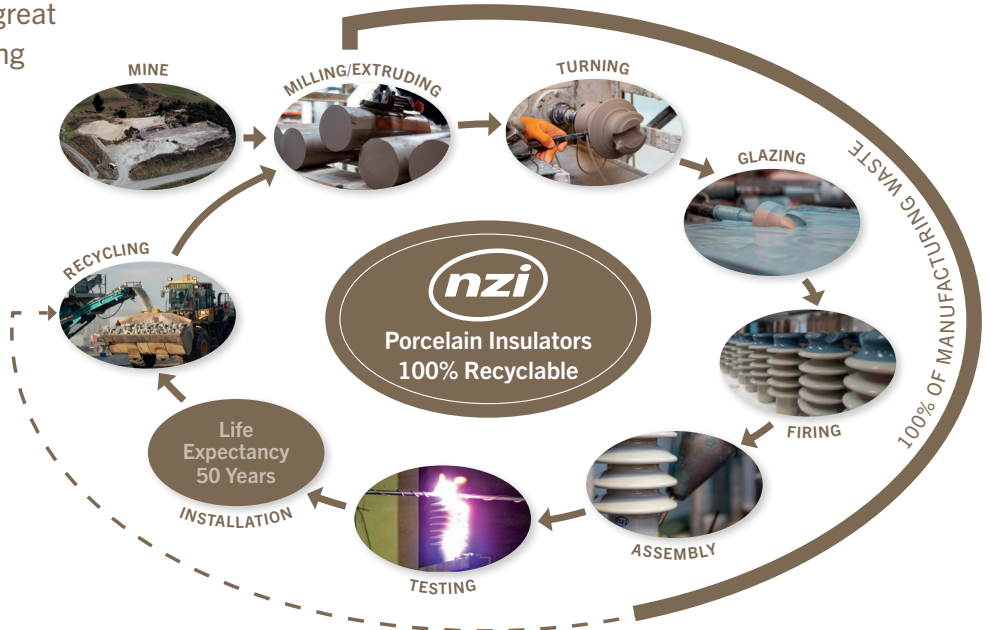 great
ng
MINE
MILLING/EXTRUDING
TURNING
GLAZING
100% OF MANUFACTURING WASTE
RECYCLING
nzi
Porcelain Insulators
100% Recyclable
FIRING
Life
Expectancy
50 Years
INSTALLATION
ASSEMBLY
TESTING